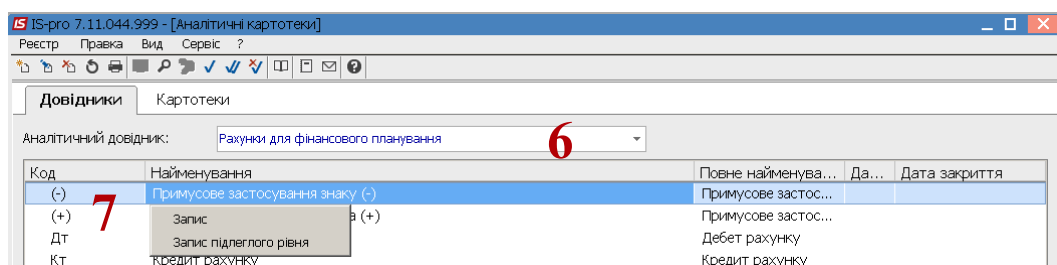 IS-pro 7.11.044.999 - [Аналітичні картотеки]
Реєстр Правка Вид Сервіс ?
Довідники Картотеки
Аналітичний довідник: Рахунки для фінансового планування 6
Код Найменування Повне найменува... Да... Дата закриття
(-) Примусове застосування знаку (-) Примусове застос...
7
(+) а (+) Примусове застос...
Запис
Дт Запис підлеглого рівня Дебет рахунку
Кт Кредит рахунку Кредит рахунку